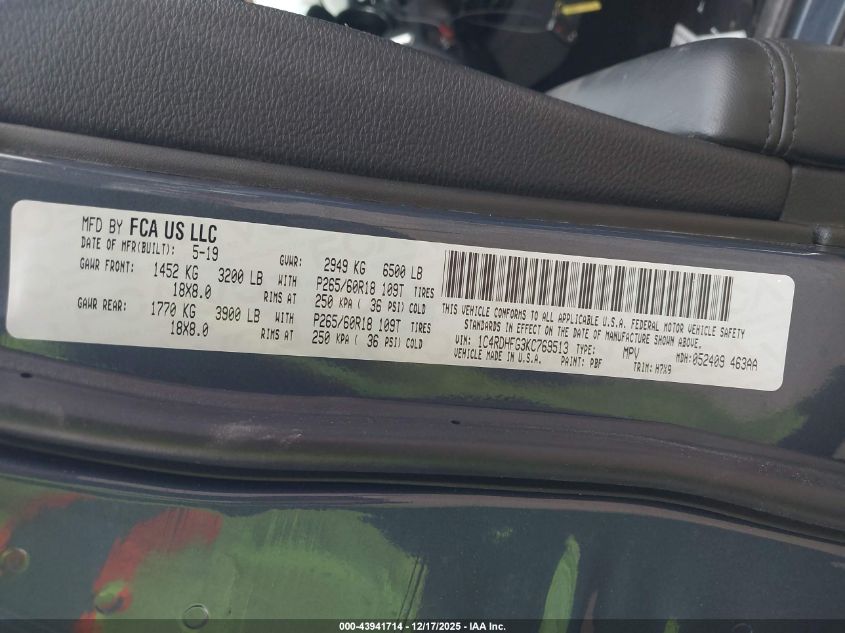 MFD BY FCA US LLC
DATE OF MFR(BUILT): 5-19 GVWR: 2949 KG 6500 LB
GAWR FRONT: 1452 KG 3200 LB WITH P265/60R18 109T TIRES
18X8.0 RIMS AT 250 KPA ( 36 PSI) COLD
GAWR REAR: 1770 KG 3900 LB WITH P265/60R18 109T TIRES
18X8.0 RIMS AT 250 KPA ( 36 PSI) COLD
THIS VEHICLE CONFORMS TO ALL APPLICABLE U.S.A. FEDERAL MOTOR VEHICLE SAFETY
STANDARDS IN EFFECT ON THE DATE OF MANUFACTURE SHOWN ABOVE.
VIN: 1C4RDHFG3KC769513 TYPE: MPV MDH:052409 463AA
VEHICLE MADE IN U.S.A. PAINT: PBF TRIM: H7X9
000-43941714 - 12/17/2025 - IAA Inc.